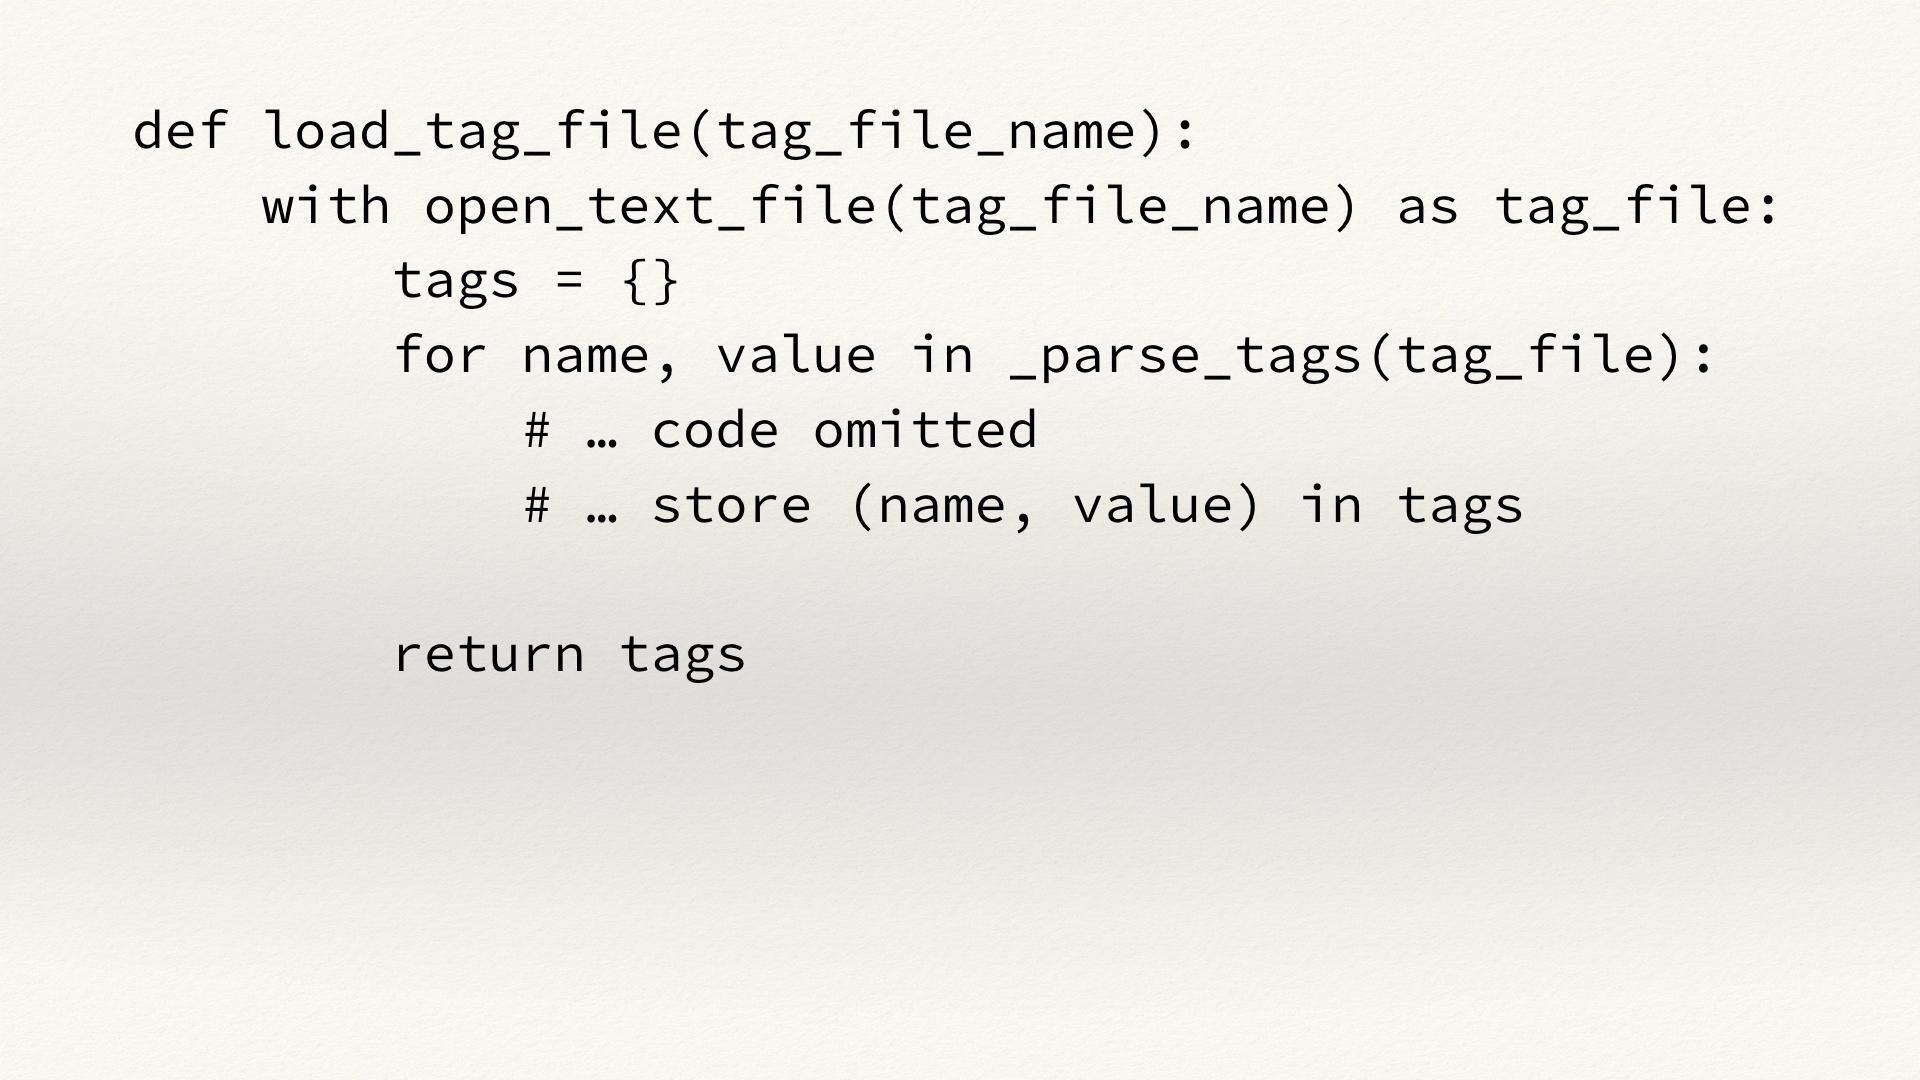 def load_tag_file(tag_file_name):
    with open_text_file(tag_file_name) as tag_file:
        tags = {}
        for name, value in _parse_tags(tag_file):
            # … code omitted
            # … store (name, value) in tags

        return tags